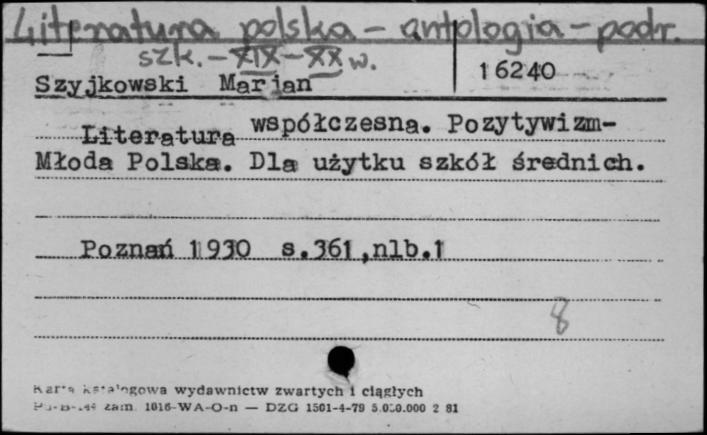 Literatura polska - antologia - podr.
szk. - XIX - XX w.
Szyjkowski Marjan
16240
Literatura współczesna. Pozytywizm-
Młoda Polska. Dla użytku szkół średnich.
Poznań 1930 s.361,nlb.1
8
Karta katalogowa wydawnictw zwartych i ciągłych
zam. 1016-WA-O-n — DZG 1501-4-79 5.000.000 2 81